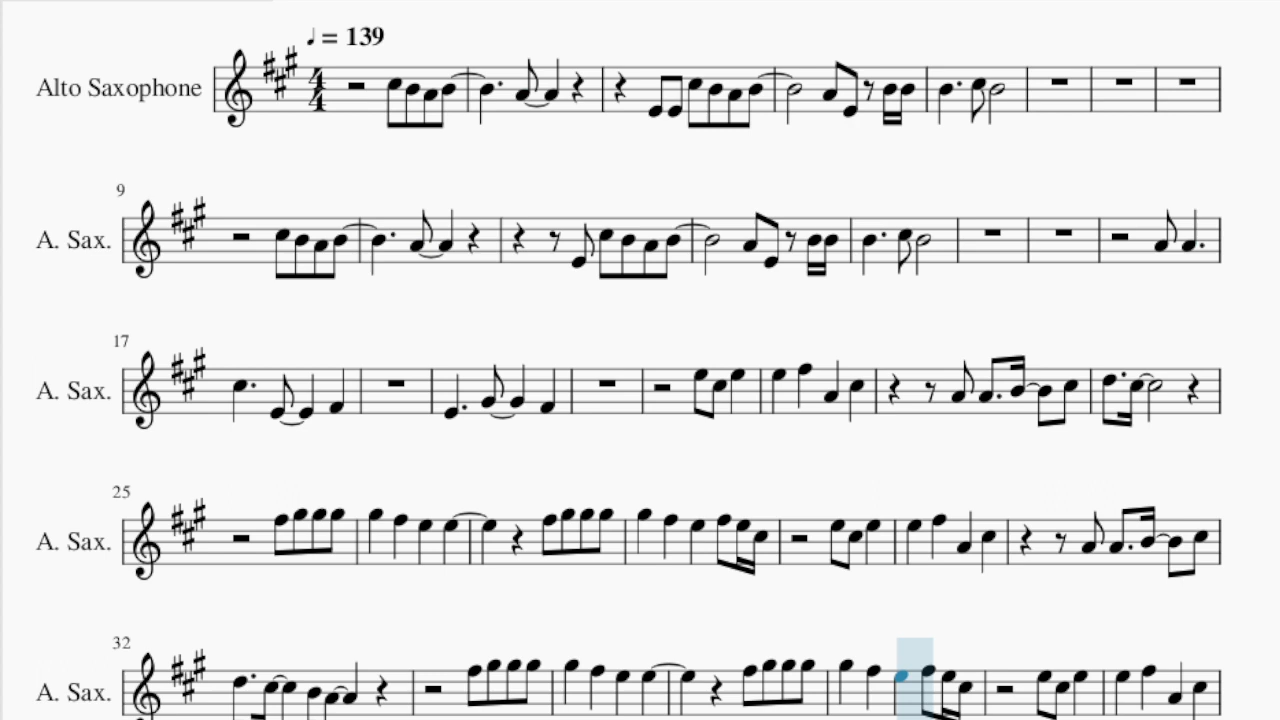 ♩ = 139
Alto Saxophone
4
4
9
A. Sax.
17
A. Sax.
25
A. Sax.
32
A. Sax.